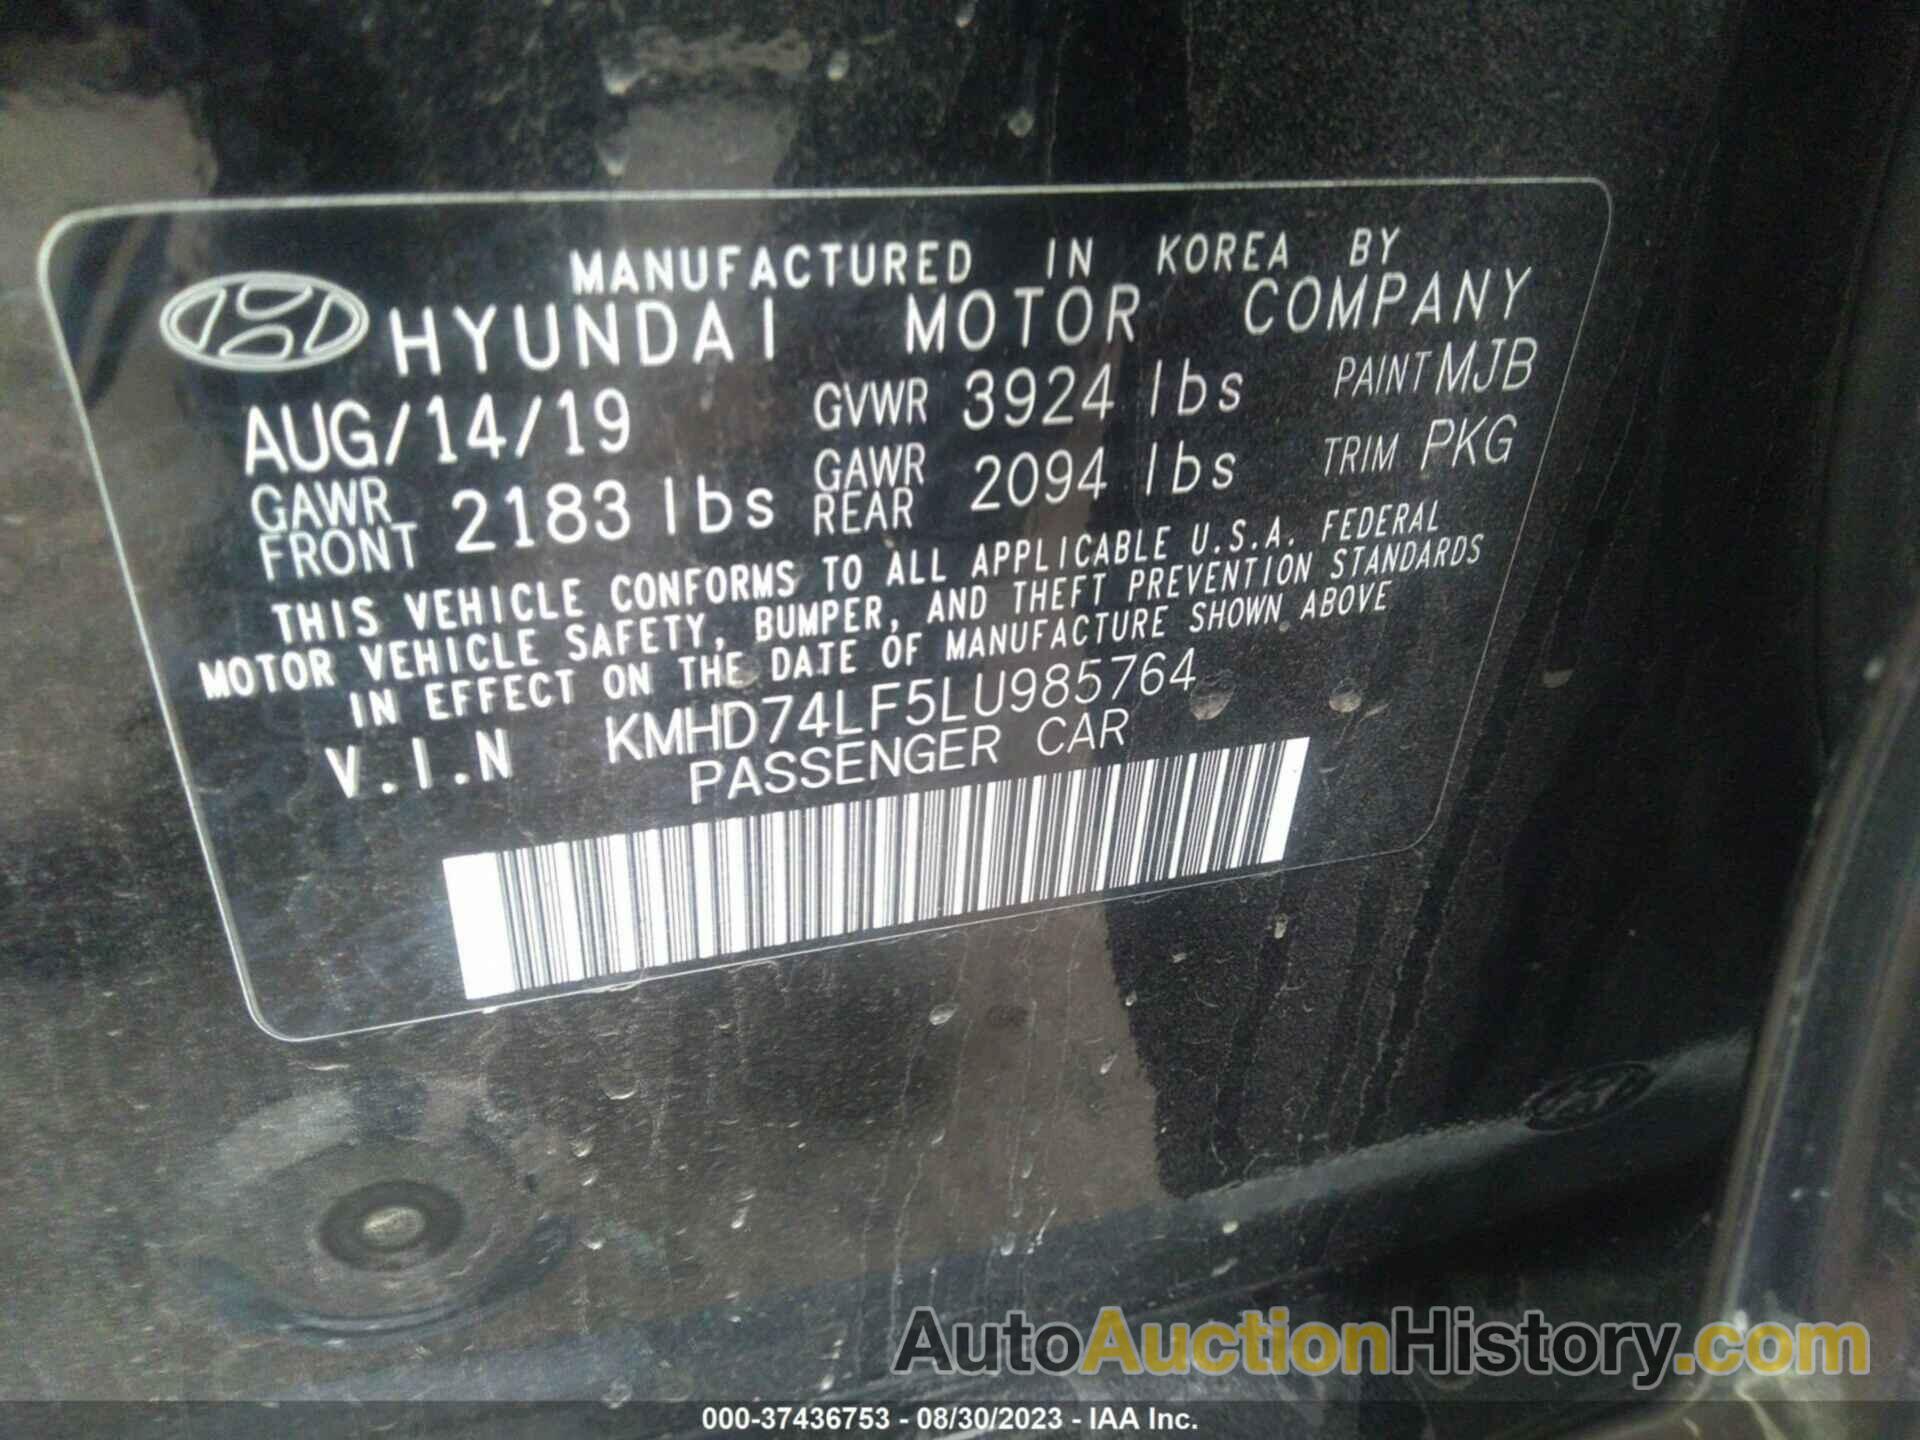 MANUFACTURED IN KOREA BY
HYUNDAI MOTOR COMPANY
AUG/14/19 GVWR 3924 lbs PAINT MJB
GAWR FRONT 2183 lbs GAWR REAR 2094 lbs TRIM PKG
THIS VEHICLE CONFORMS TO ALL APPLICABLE U.S.A. FEDERAL
MOTOR VEHICLE SAFETY, BUMPER, AND THEFT PREVENTION STANDARDS
IN EFFECT ON THE DATE OF MANUFACTURE SHOWN ABOVE
V.I.N KMHD74LF5LU985764
PASSENGER CAR
AutoAuctionHistory.com
000-37436753 - 08/30/2023 - IAA Inc.